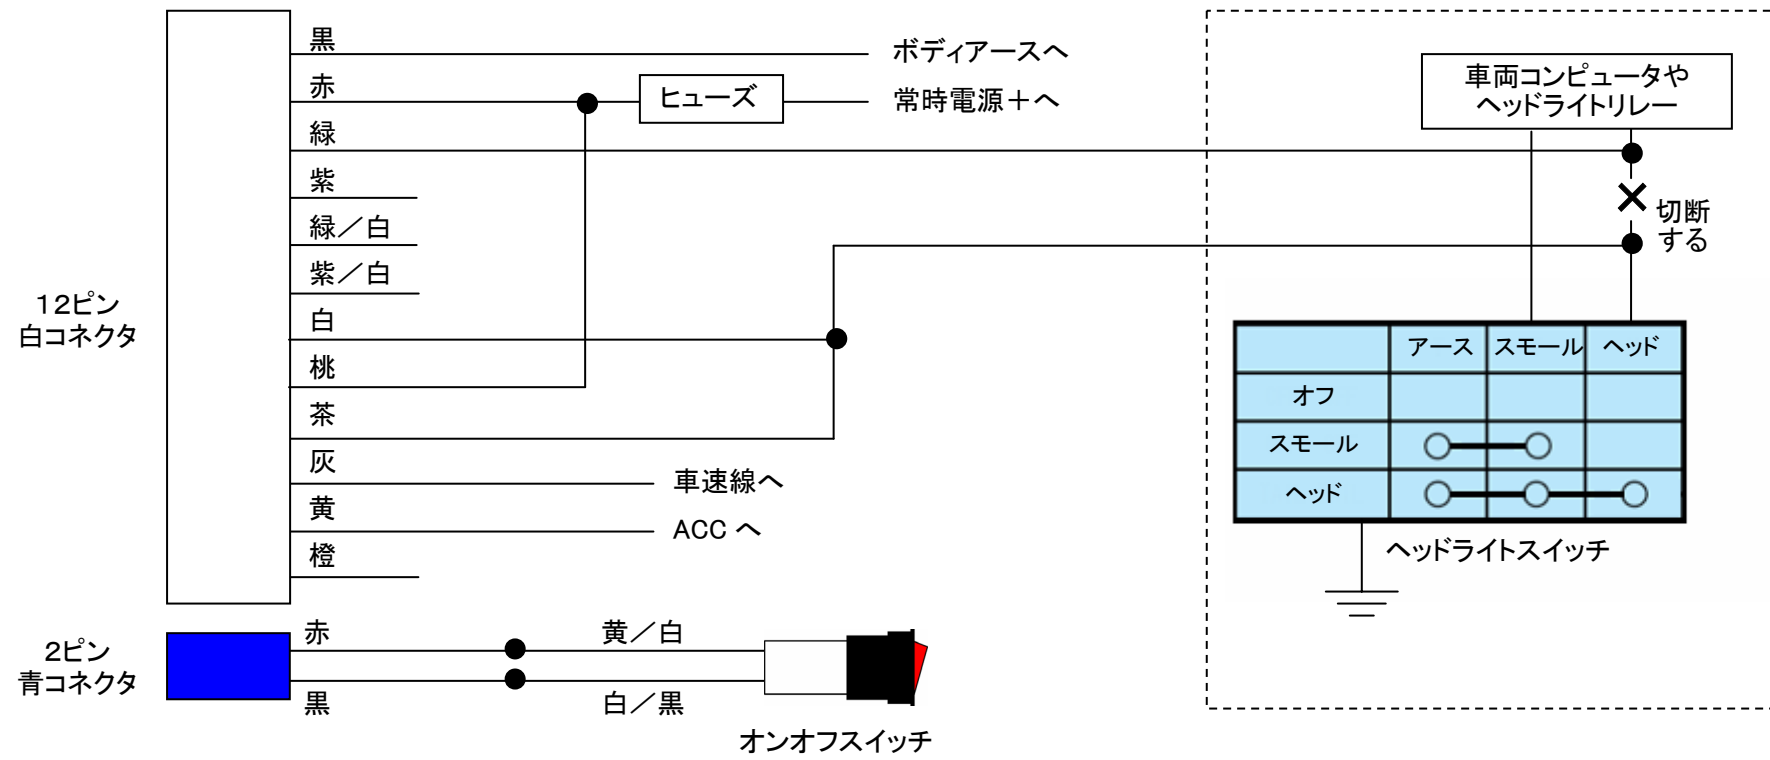 黒
ボディアースへ
赤
ヒューズ
常時電源＋へ
緑
紫
緑／白
紫／白
白
桃
茶
灰
車速線へ
黄
ACC へ
橙
12ピン
白コネクタ
2ピン
青コネクタ
赤
黄／白
黒
白／黒
オンオフスイッチ
車両コンピュータや
ヘッドライトリレー
切断
する
アース スモール ヘッド
オフ
スモール
ヘッド
ヘッドライトスイッチ